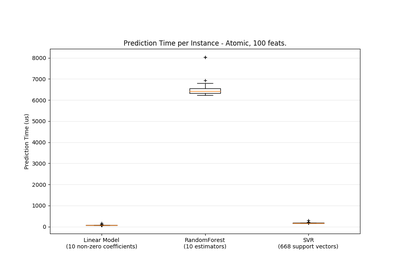 Prediction Time per Instance - Atomic, 100 feats.
8000
7000
6000
5000
4000
3000
2000
1000
0
Prediction Time (us)
Linear Model
(10 non-zero coefficients)
RandomForest
(10 estimators)
SVR
(668 support vectors)